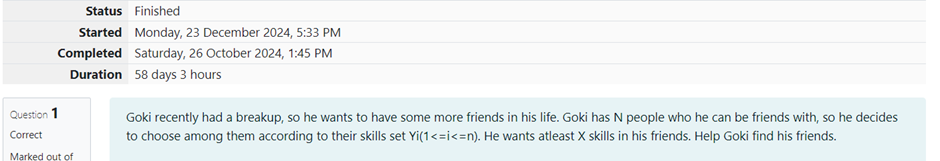 Status Finished
Started Monday, 23 December 2024, 5:33 PM
Completed Saturday, 26 October 2024, 1:45 PM
Duration 58 days 3 hours
Question 1
Correct
Marked out of
Goki recently had a breakup, so he wants to have some more friends in his life. Goki has N people who he can be friends with, so he decides
to choose among them according to their skills set Yi(1<=i<=n). He wants atleast X skills in his friends. Help Goki find his friends.